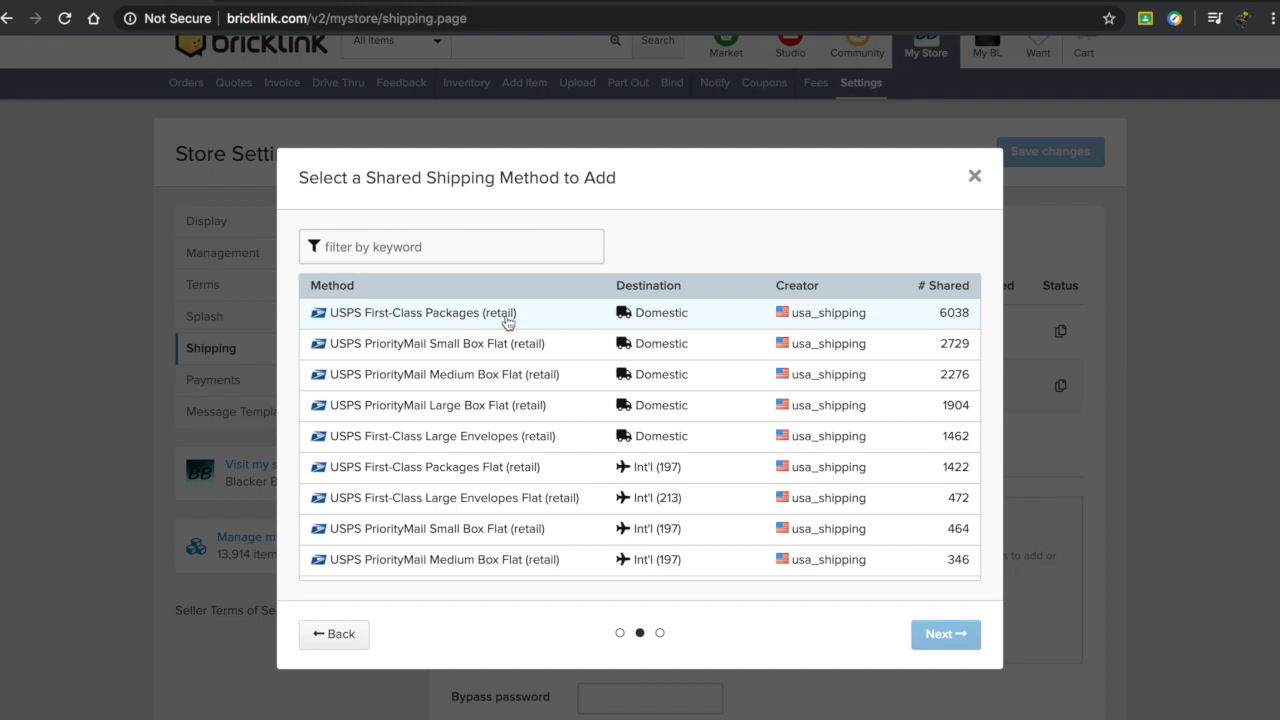 Not Secure bricklink.com/v2/mystore/shipping.page
bricklink
All Items
Search
Market
Studio
Community
My Store
My BL
Want
Cart
Orders Quotes Invoice Drive Thru Feedback Inventory Add Item Upload Part Out Bind Notify Coupons Fees Settings
Store Setti
Save changes
Display
Management
Terms
Splash
Shipping
Payments
Message Templa
BB
Visit my s
Blacker B
Manage m
13,914 item
Seller Terms of Se
Select a Shared Shipping Method to Add
filter by keyword
Method Destination Creator # Shared
USPS First-Class Packages (retail) Domestic usa_shipping 6038
USPS PriorityMail Small Box Flat (retail) Domestic usa_shipping 2729
USPS PriorityMail Medium Box Flat (retail) Domestic usa_shipping 2276
USPS PriorityMail Large Box Flat (retail) Domestic usa_shipping 1904
USPS First-Class Large Envelopes (retail) Domestic usa_shipping 1462
USPS First-Class Packages Flat (retail) Int'l (197) usa_shipping 1422
USPS First-Class Large Envelopes Flat (retail) Int'l (213) usa_shipping 472
USPS PriorityMail Small Box Flat (retail) Int'l (197) usa_shipping 464
USPS PriorityMail Medium Box Flat (retail) Int'l (197) usa_shipping 346
Back
Next
ed Status
s to add or
Bypass password